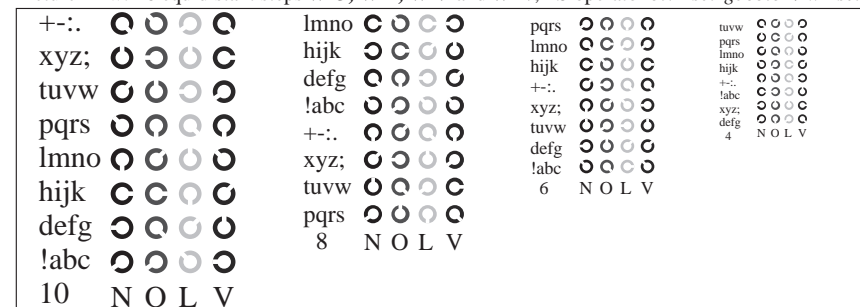 +-:.
xyz;
tuvw
pqrs
lmno
hijk
defg
!abc
10 N O L V
lmno
hijk
defg
!abc
+-:.
xyz;
tuvw
pqrs
8 N O L V
pqrs
lmno
hijk
+-:.
xyz;
tuvw
defg
!abc
6 N O L V
tuvw
pqrs
lmno
hijk
+-:.
!abc
xyz;
defg
4 N O L V